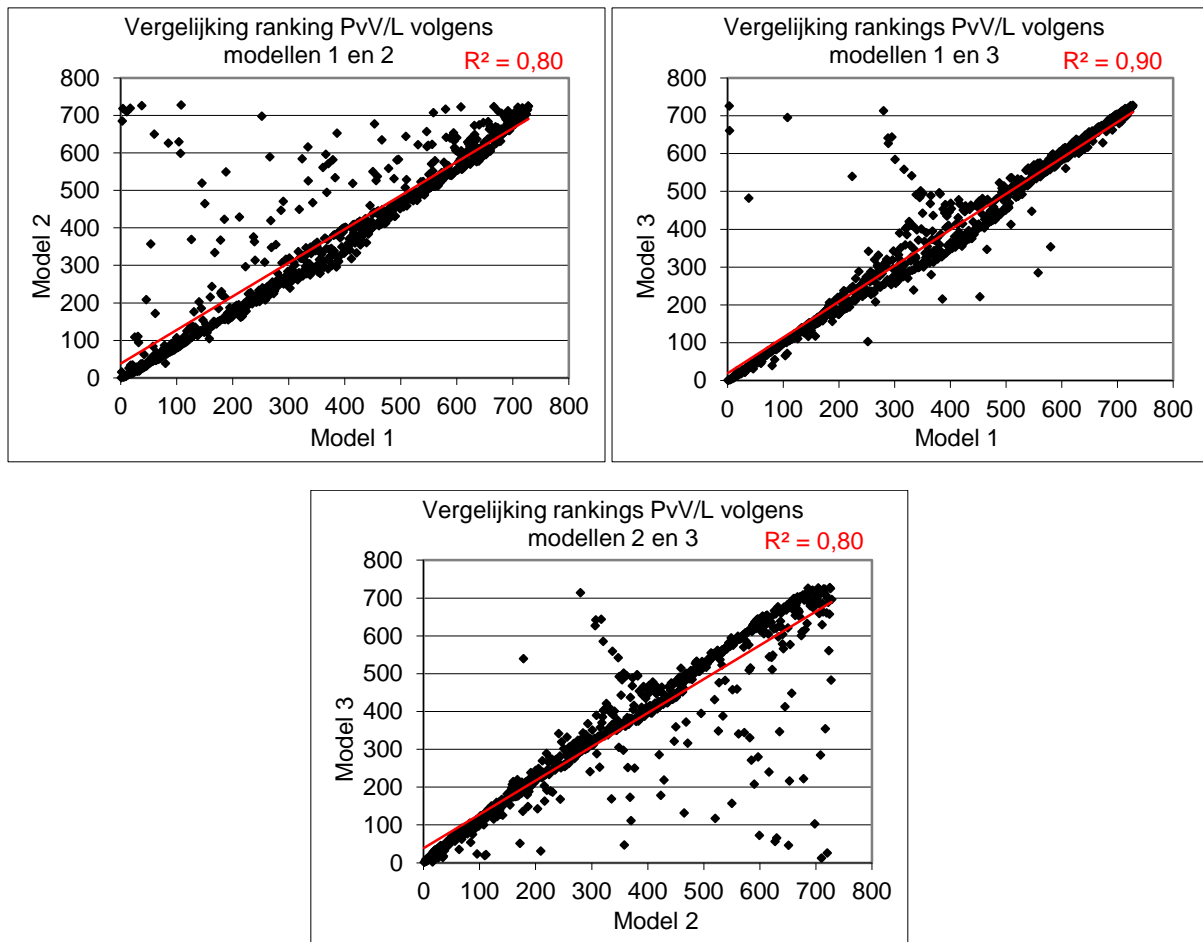 Vergelijking ranking PvV/L volgens
modellen 1 en 2
R² = 0,80
800
700
600
500
400
300
200
100
0
Model 2
0 100 200 300 400 500 600 700 800
Model 1
Vergelijking rankings PvV/L volgens
modellen 1 en 3
R² = 0,90
800
700
600
500
400
300
200
100
0
Model 3
0 100 200 300 400 500 600 700 800
Model 1
Vergelijking rankings PvV/L volgens
modellen 2 en 3
R² = 0,80
800
700
600
500
400
300
200
100
0
Model 3
0 100 200 300 400 500 600 700 800
Model 2